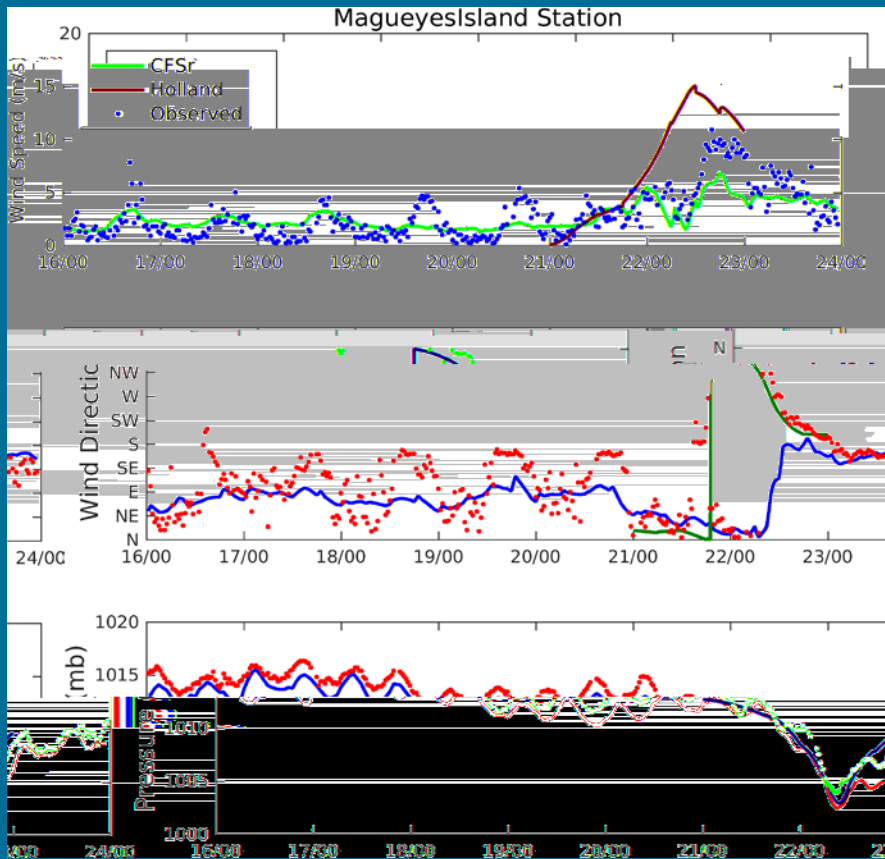 MagueyesIsland Station
20
CFSr
15
Holland
Observed
10
5
0
Wind Speed (m/s)
16/00 17/00 18/00 19/00 20/00 21/00 22/00 23/00 24/00
on N
NW
W
SW
S
SE
E
NE
N
Wind Directic
24/00 16/00 17/00 18/00 19/00 20/00 21/00 22/00 23/00
1020
1015
1010
1005
1000
Pressure (mb)
24/00 16/00 17/00 18/00 19/00 20/00 21/00 22/00